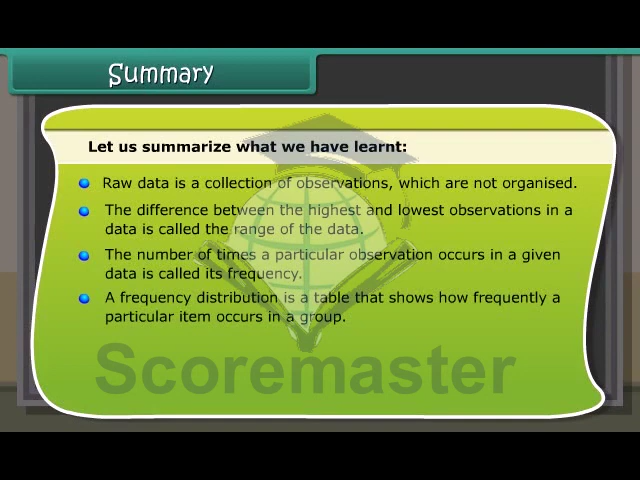 Summary
Let us summarize what we have learnt:
Raw data is a collection of observations, which are not organised.
The difference between the highest and lowest observations in a
data is called the range of the data.
The number of times a particular observation occurs in a given
data is called its frequency.
A frequency distribution is a table that shows how frequently a
particular item occurs in a group.
Scoremaster